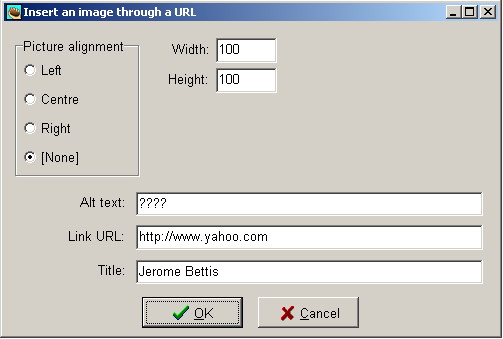 Insert an image through a URL
Picture alignment
Left
Centre
Right
[None]
Width: 100
Height: 100
Alt text: ????
Link URL: http://www.yahoo.com
Title: Jerome Bettis
OK Cancel